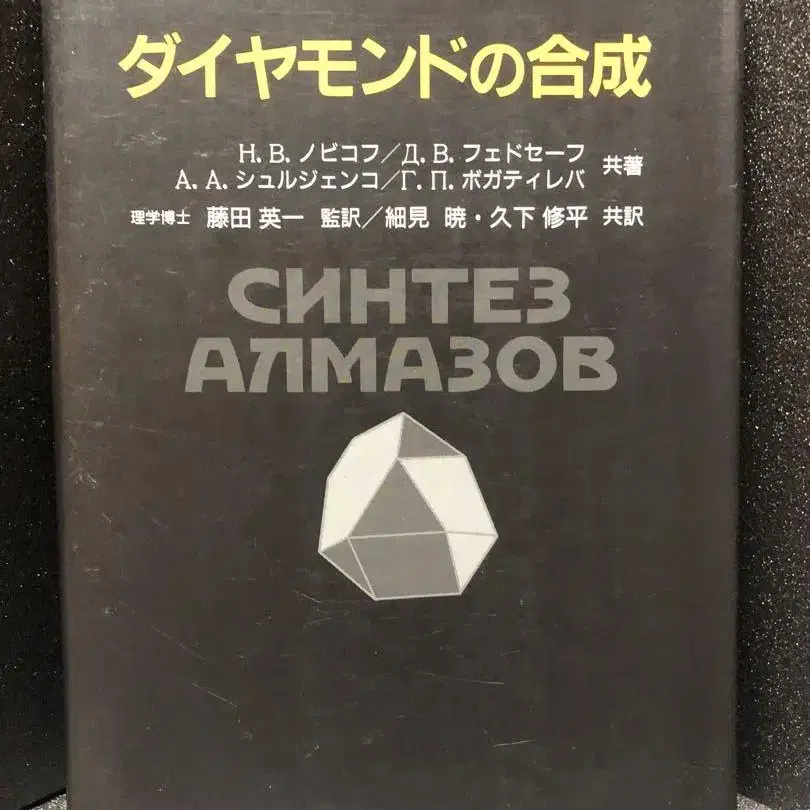 ダイヤモンドの合成
Н. В. ノビコフ／Д. В. フェドセーフ
А. А. シュルジェンコ／Г. П. ボガティレバ 共著
理学博士 藤田 英一 監訳／細見 暁・久下 修平 共訳
СИНТЕЗ
АЛМАЗОВ